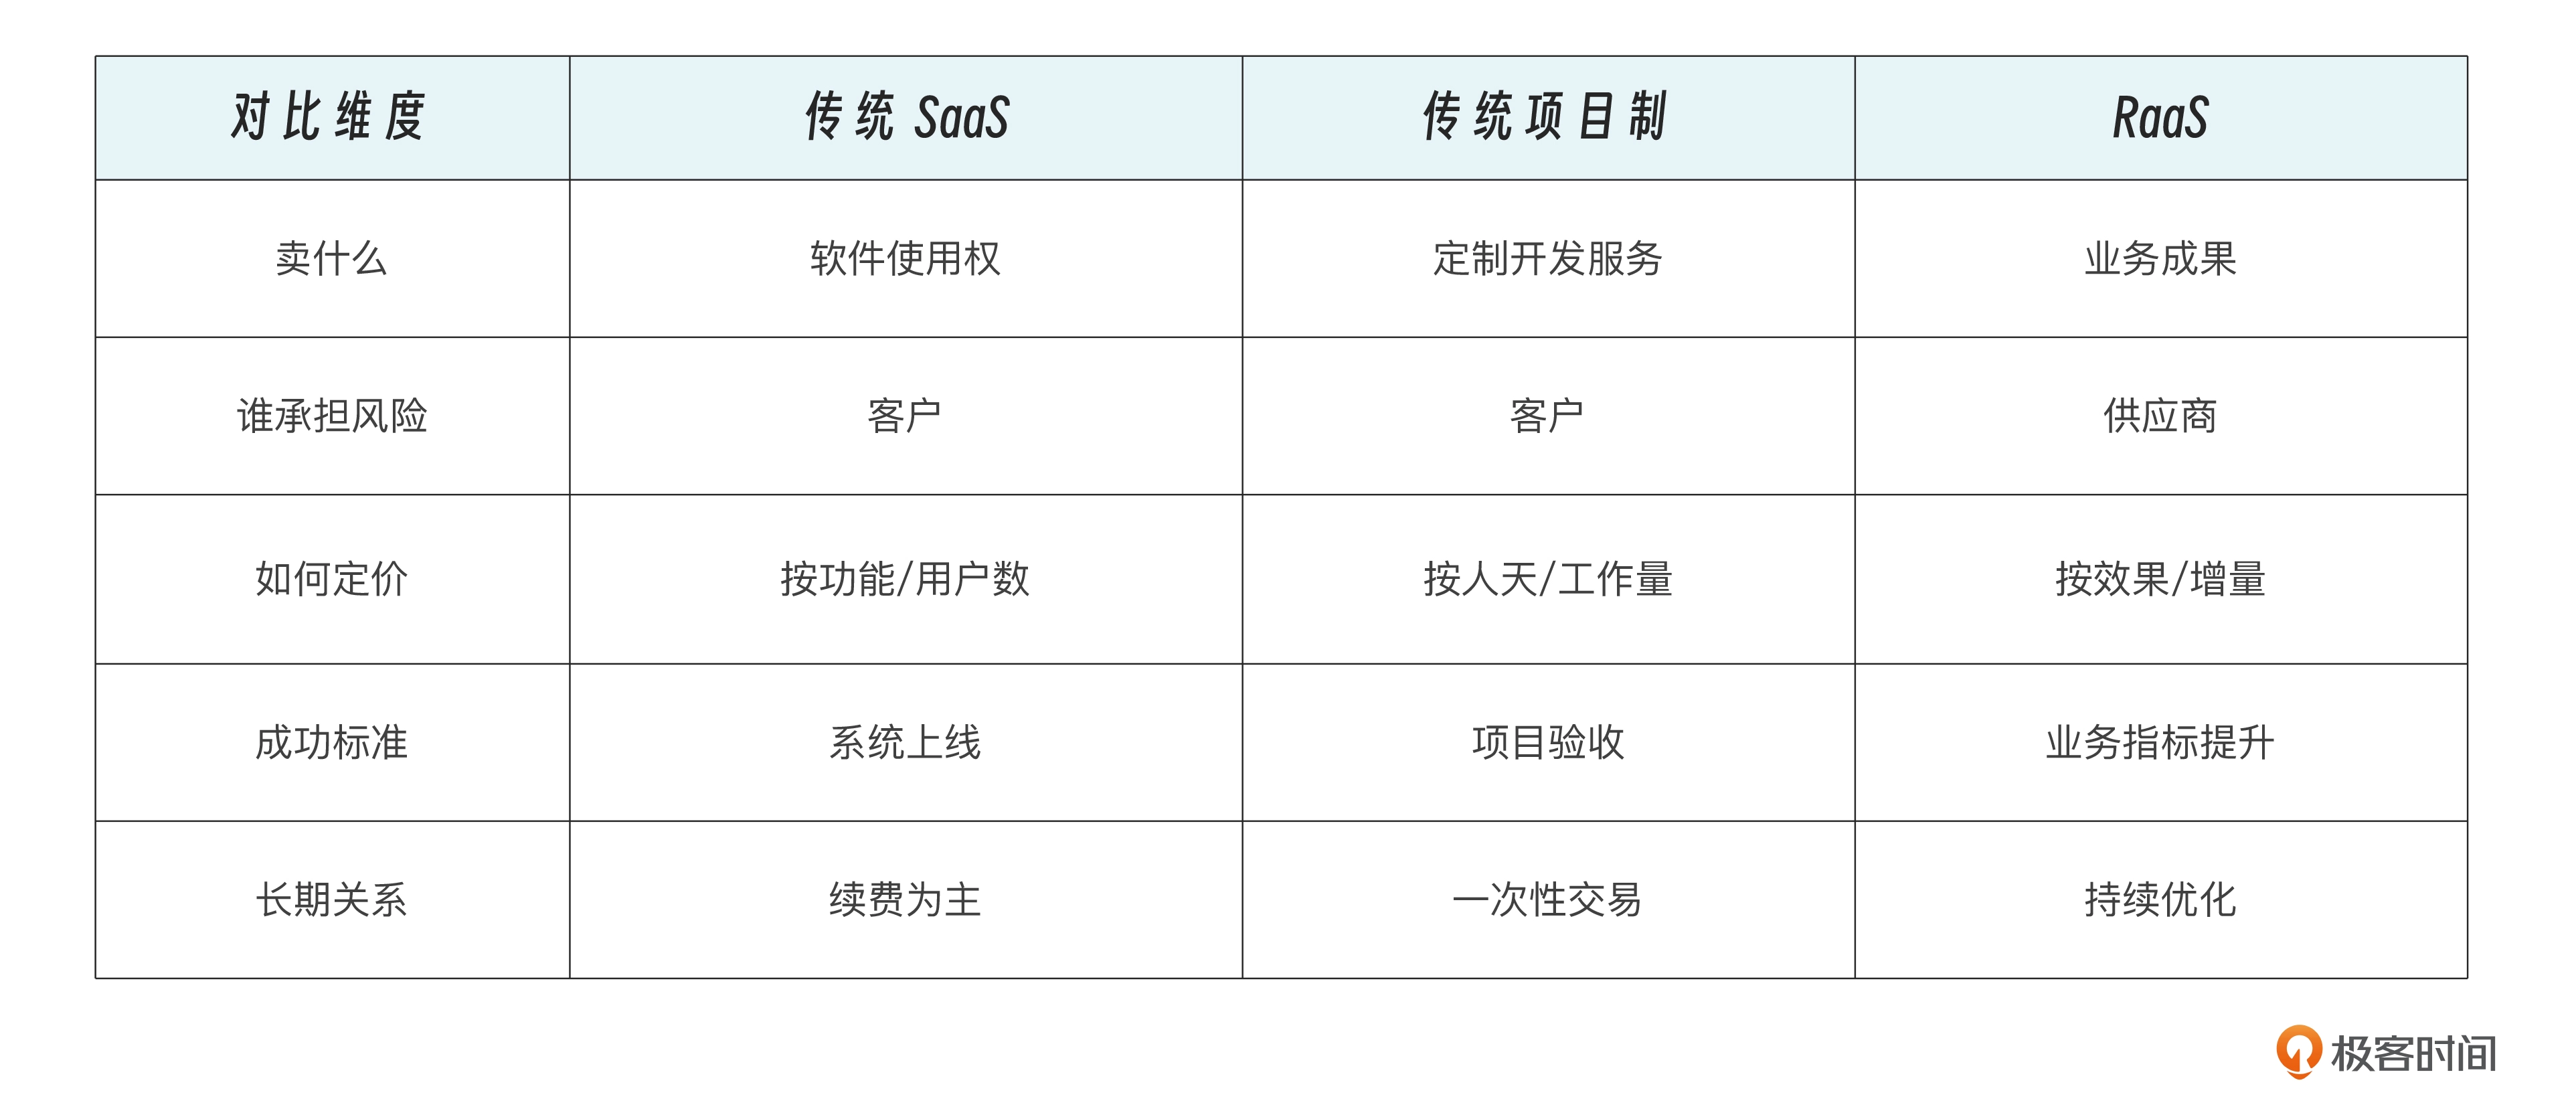 对比维度 传统 SaaS 传统项目制 RaaS
卖什么 软件使用权 定制开发服务 业务成果
谁承担风险 客户 客户 供应商
如何定价 按功能/用户数 按人天/工作量 按效果/增量
成功标准 系统上线 项目验收 业务指标提升
长期关系 续费为主 一次性交易 持续优化
极客时间